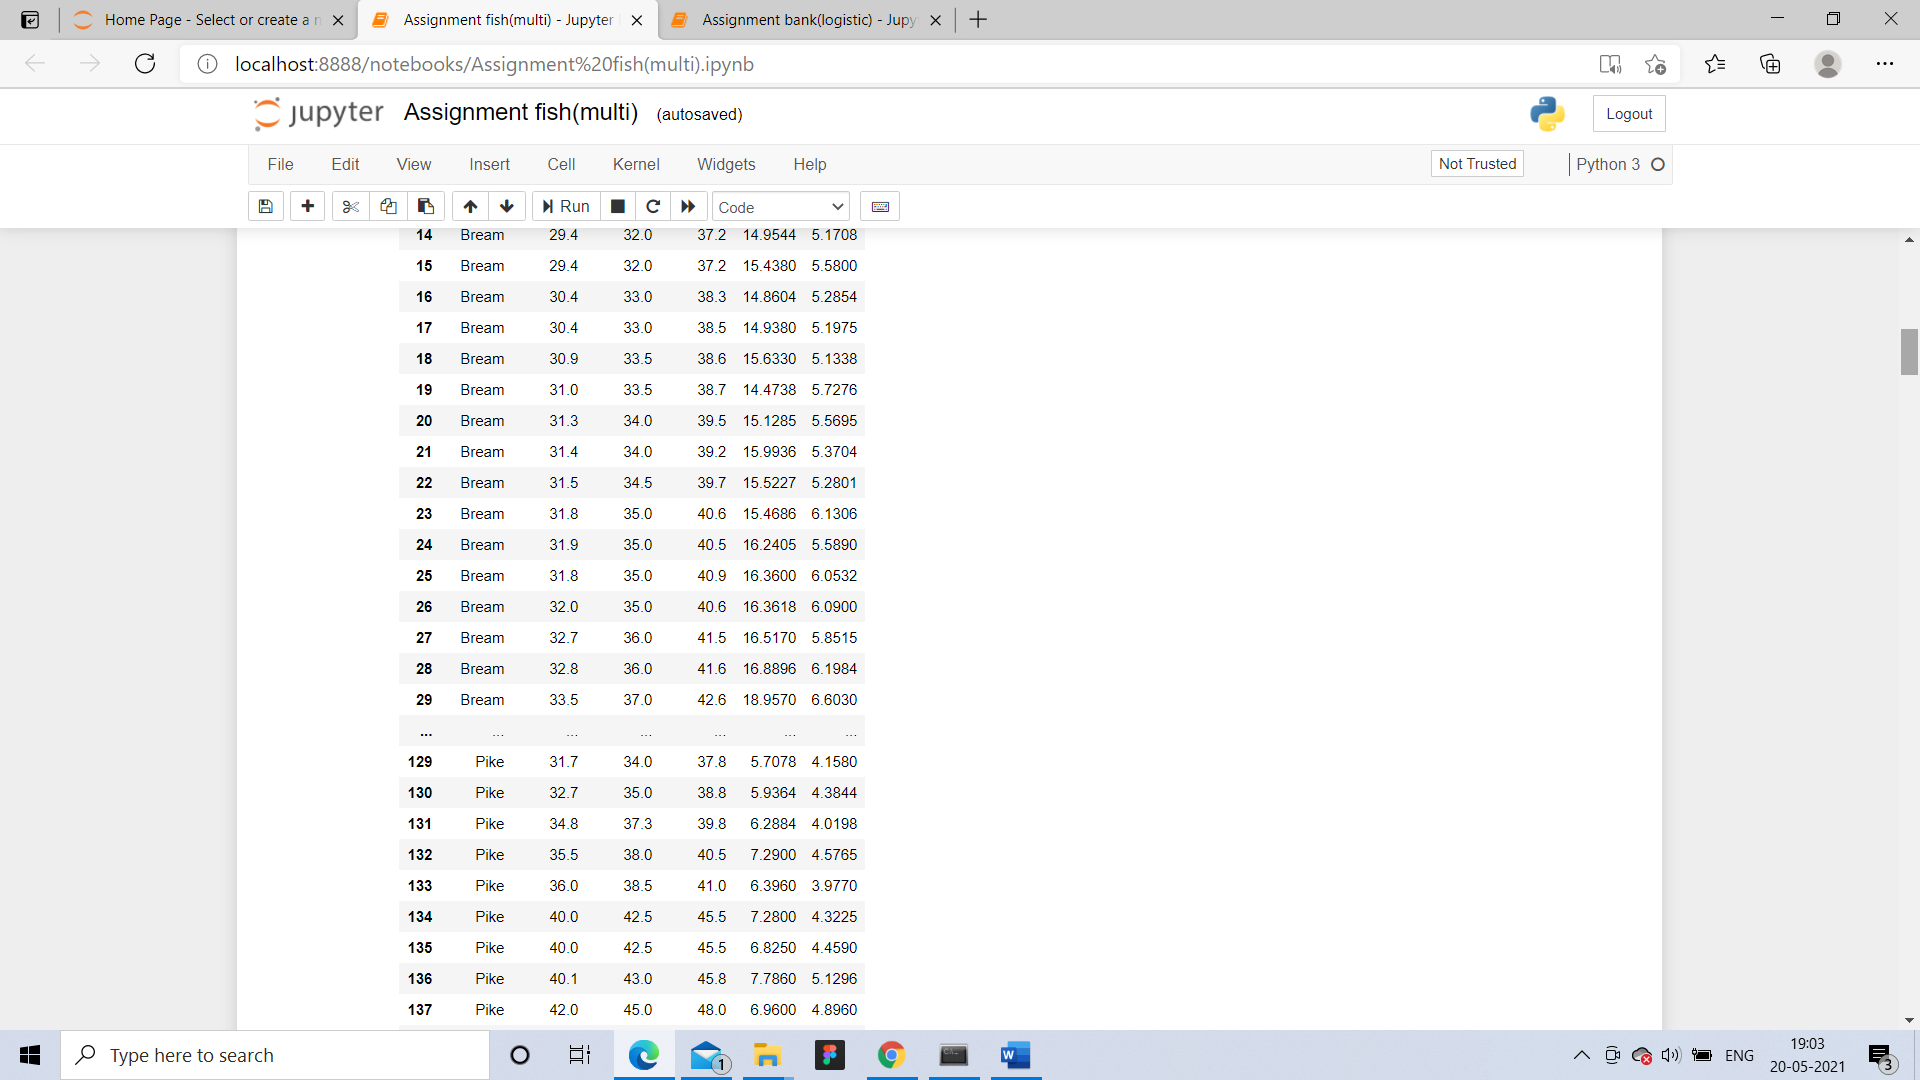 Home Page - Select or create a n
Assignment fish(multi) - Jupyter
Assignment bank(logistic) - Jupy
localhost:8888/notebooks/Assignment%20fish(multi).ipynb
jupyter Assignment fish(multi) (autosaved)
Logout
File Edit View Insert Cell Kernel Widgets Help
Not Trusted
Python 3
Run
Code
14 Bream 29.4 32.0 37.2 14.9544 5.1708
15 Bream 29.4 32.0 37.2 15.4380 5.5800
16 Bream 30.4 33.0 38.3 14.8604 5.2854
17 Bream 30.4 33.0 38.5 14.9380 5.1975
18 Bream 30.9 33.5 38.6 15.6330 5.1338
19 Bream 31.0 33.5 38.7 14.4738 5.7276
20 Bream 31.3 34.0 39.5 15.1285 5.5695
21 Bream 31.4 34.0 39.2 15.9936 5.3704
22 Bream 31.5 34.5 39.7 15.5227 5.2801
23 Bream 31.8 35.0 40.6 15.4686 6.1306
24 Bream 31.9 35.0 40.5 16.2405 5.5890
25 Bream 31.8 35.0 40.9 16.3600 6.0532
26 Bream 32.0 35.0 40.6 16.3618 6.0900
27 Bream 32.7 36.0 41.5 16.5170 5.8515
28 Bream 32.8 36.0 41.6 16.8896 6.1984
29 Bream 33.5 37.0 42.6 18.9570 6.6030
... ... ... ... ... ... ...
129 Pike 31.7 34.0 37.8 5.7078 4.1580
130 Pike 32.7 35.0 38.8 5.9364 4.3844
131 Pike 34.8 37.3 39.8 6.2884 4.0198
132 Pike 35.5 38.0 40.5 7.2900 4.5765
133 Pike 36.0 38.5 41.0 6.3960 3.9770
134 Pike 40.0 42.5 45.5 7.2800 4.3225
135 Pike 40.0 42.5 45.5 6.8250 4.4590
136 Pike 40.1 43.0 45.8 7.7860 5.1296
137 Pike 42.0 45.0 48.0 6.9600 4.8960
Type here to search
1
W
ENG
19:03
20-05-2021
3